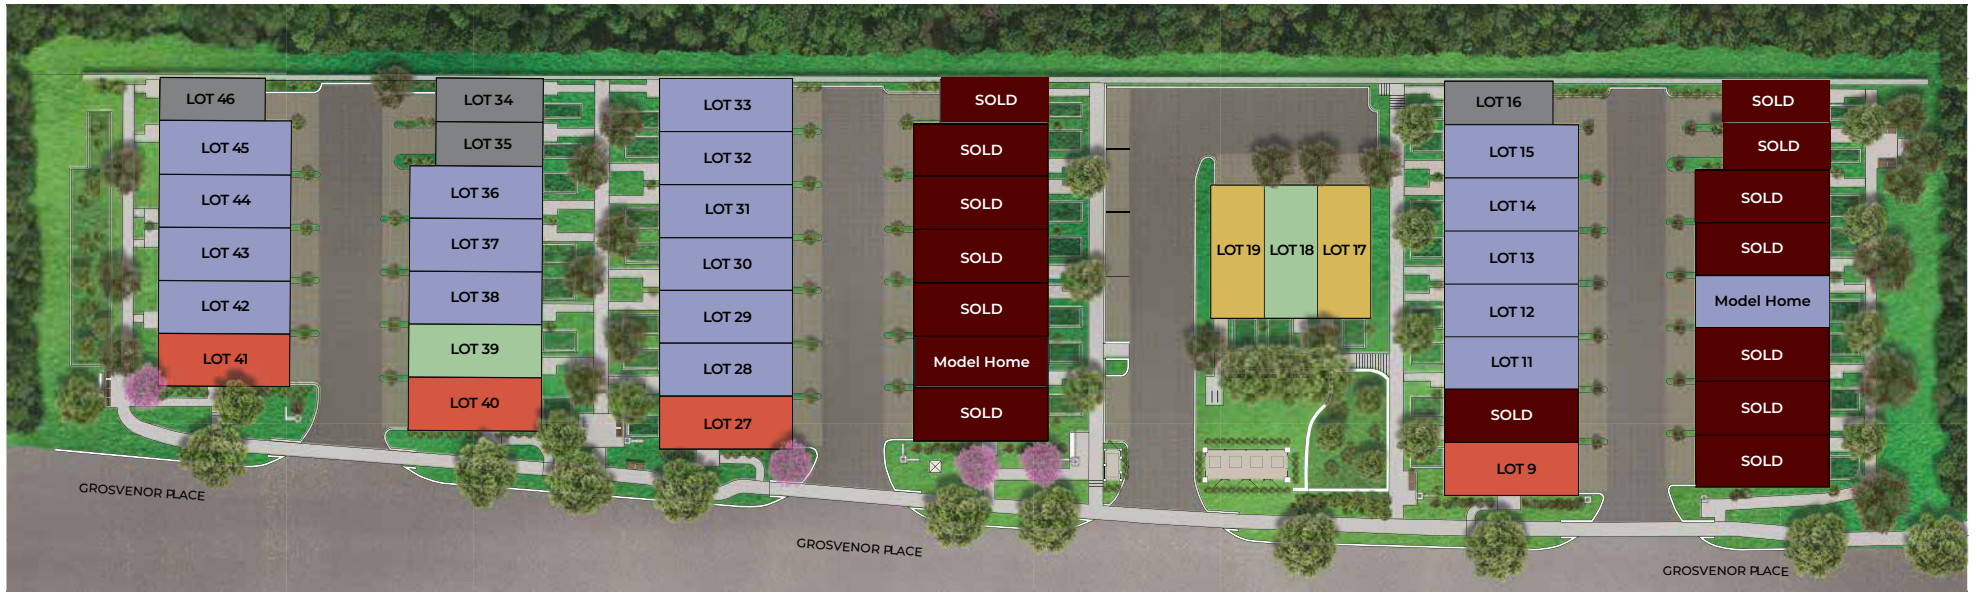 LOT 46
LOT 45
LOT 44
LOT 43
LOT 42
LOT 41
LOT 34
LOT 35
LOT 36
LOT 37
LOT 38
LOT 39
LOT 40
LOT 33
LOT 32
LOT 31
LOT 30
LOT 29
LOT 28
LOT 27
SOLD
SOLD
SOLD
SOLD
SOLD
Model Home
SOLD
LOT 19
LOT 18
LOT 17
LOT 16
LOT 15
LOT 14
LOT 13
LOT 12
LOT 11
SOLD
LOT 9
SOLD
SOLD
SOLD
SOLD
Model Home
SOLD
SOLD
SOLD
GROSVENOR PLACE
GROSVENOR PLACE
GROSVENOR PLACE